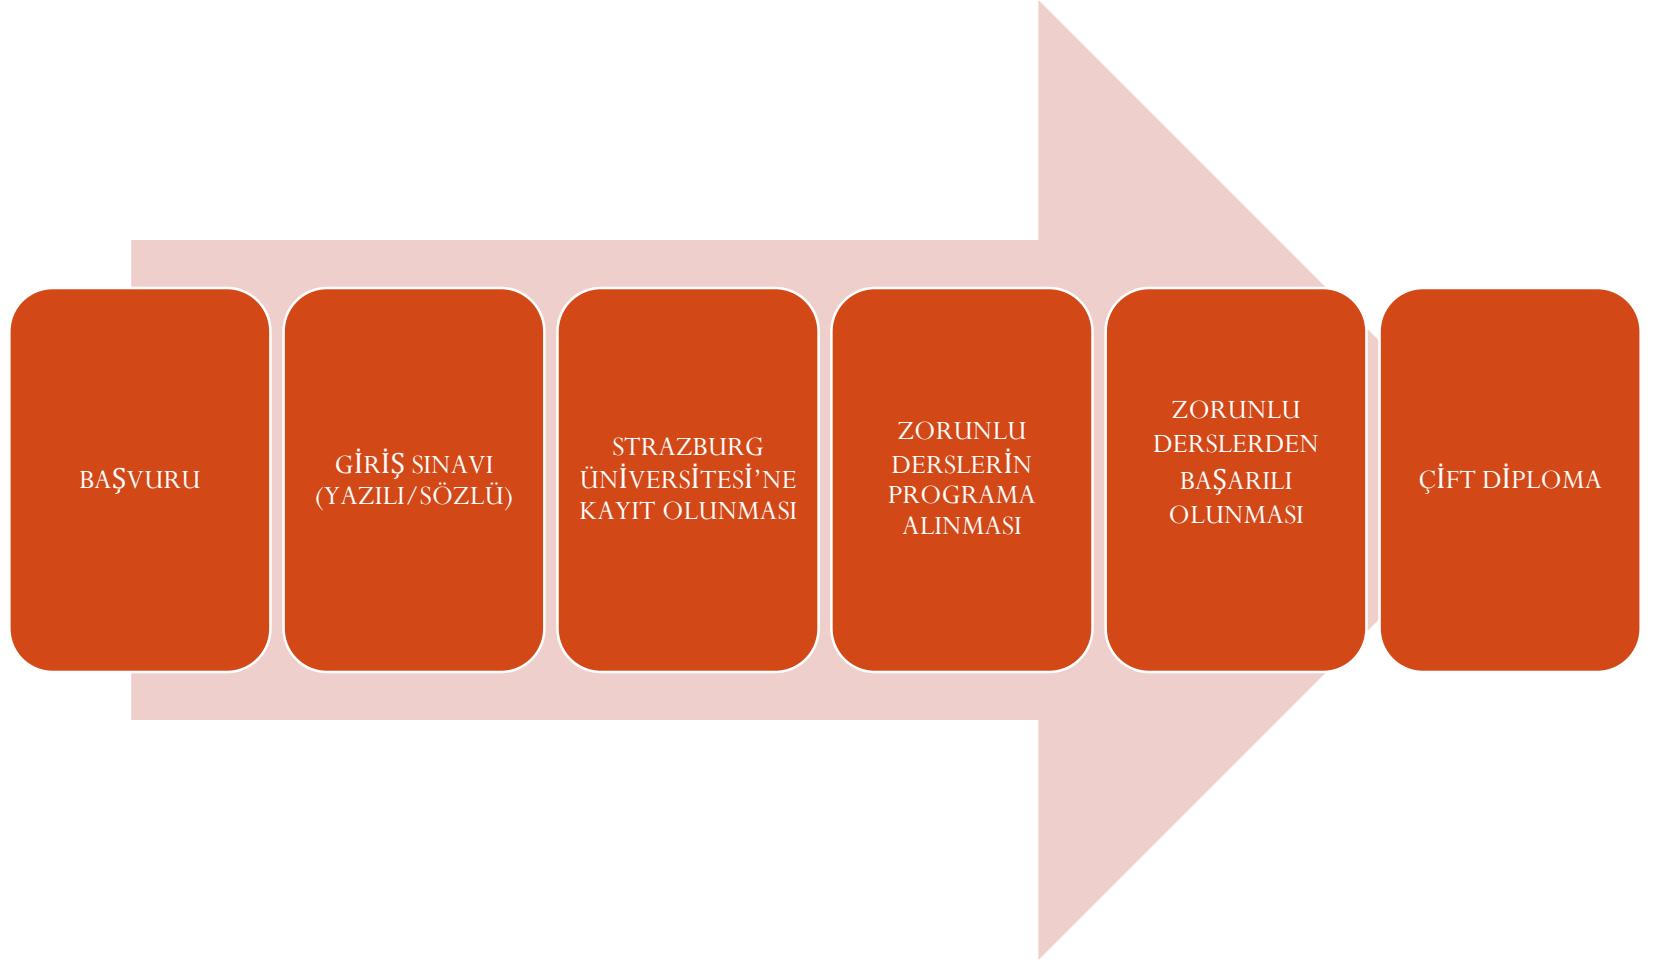 BAŞVURU
GİRİŞ SINAVI
(YAZILI/SÖZLÜ)
STRAZBURG
ÜNİVERSİTESİ’NE
KAYIT OLUNMASI
ZORUNLU
DERSLERİN
PROGRAMA
ALINMASI
ZORUNLU
DERSLERDEN
BAŞARILI
OLUNMASI
ÇİFT DİPLOMA